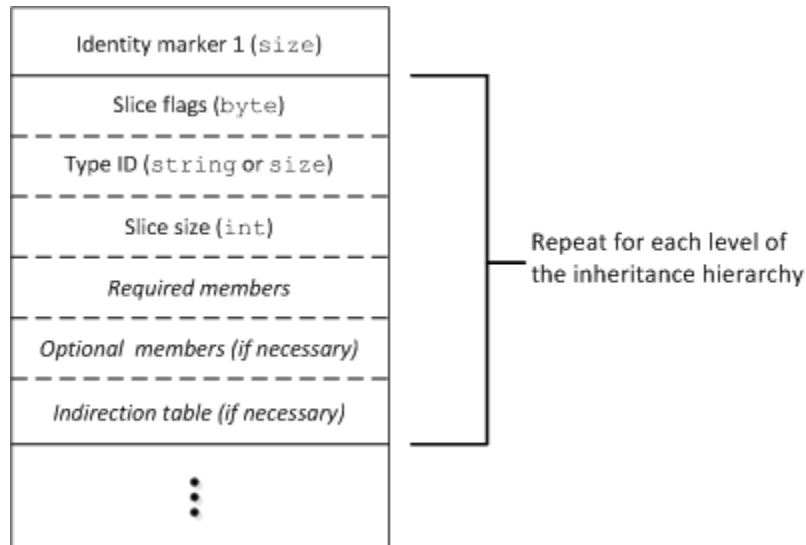 Identity marker 1 (size)
Slice flags (byte)
Type ID (string or size)
Slice size (int)
Required members
Optional members (if necessary)
Indirection table (if necessary)
Repeat for each level of
the inheritance hierarchy